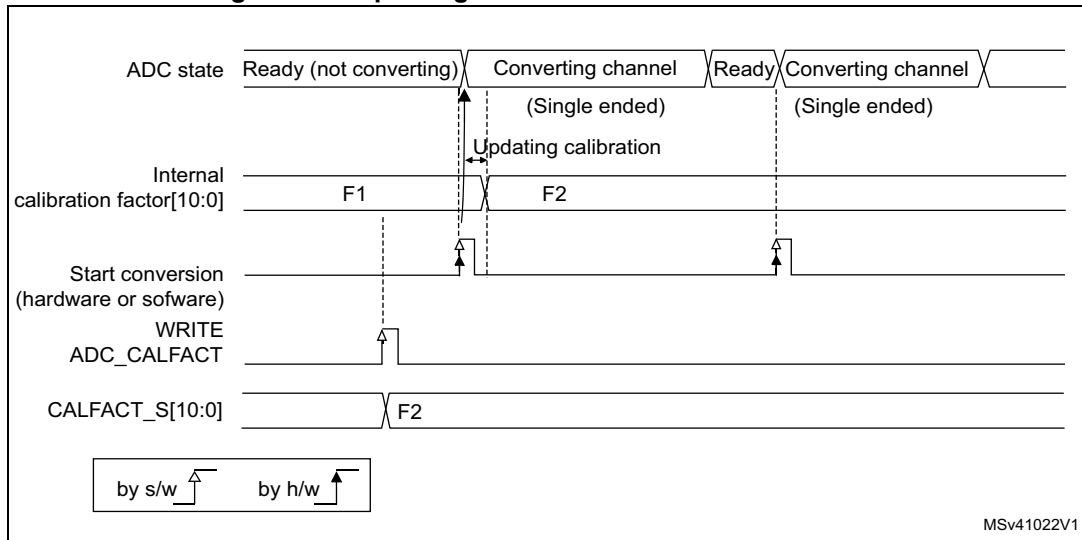 ADC state
Ready (not converting)
Converting channel
Ready
Converting channel
(Single ended)
(Single ended)
Updating calibration
Internal
calibration factor[10:0]
F1
F2
Start conversion
(hardware or sofware)
WRITE
ADC_CALFACT
CALFACT_S[10:0]
F2
by s/w
by h/w
MSv41022V1